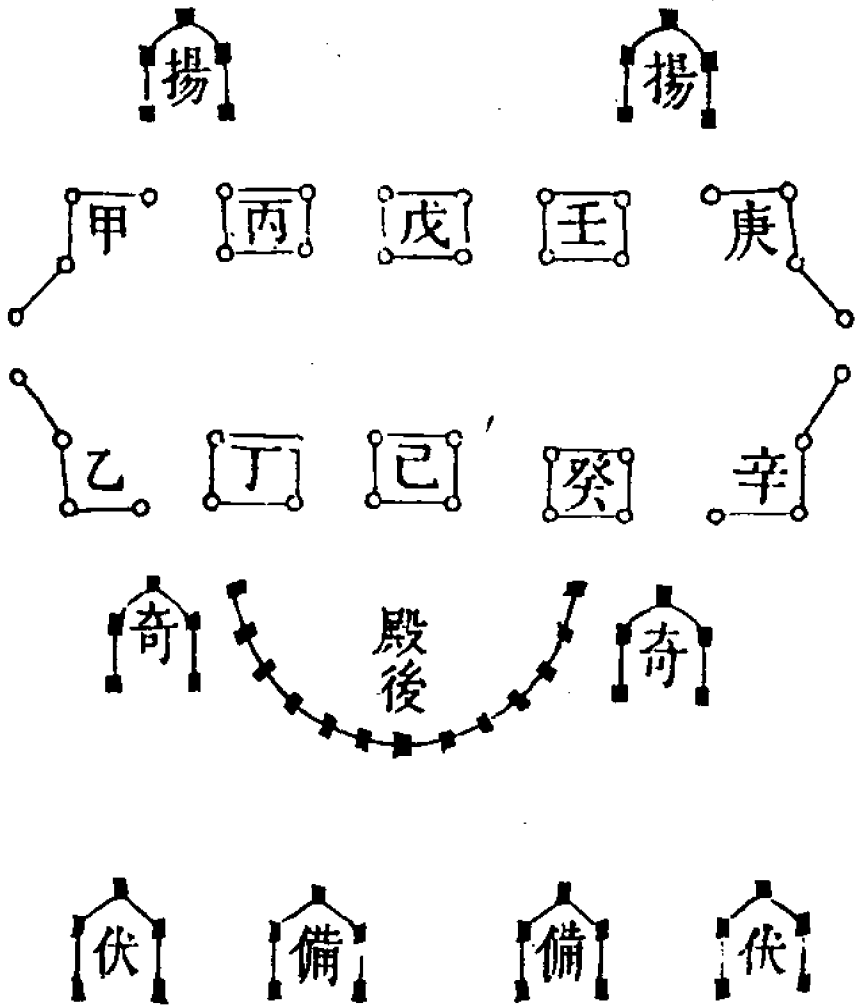 揚 揚
甲 丙 戊 壬 庚
乙 丁 己 癸 辛
奇 殿後 奇
伏 備 備 伏